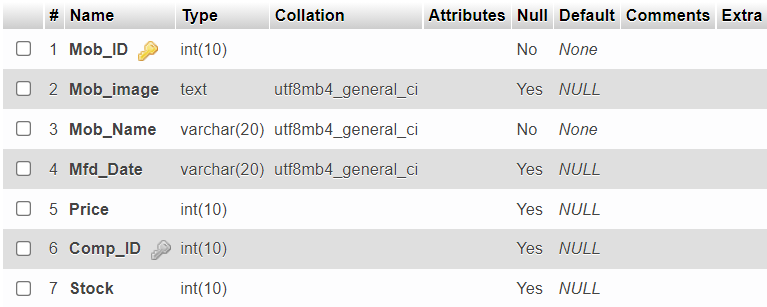 # Name Type Collation Attributes Null Default Comments Extra
1 Mob_ID int(10) No None
2 Mob_image text utf8mb4_general_ci Yes NULL
3 Mob_Name varchar(20) utf8mb4_general_ci No None
4 Mfd_Date varchar(20) utf8mb4_general_ci Yes NULL
5 Price int(10) Yes NULL
6 Comp_ID int(10) Yes NULL
7 Stock int(10) Yes NULL